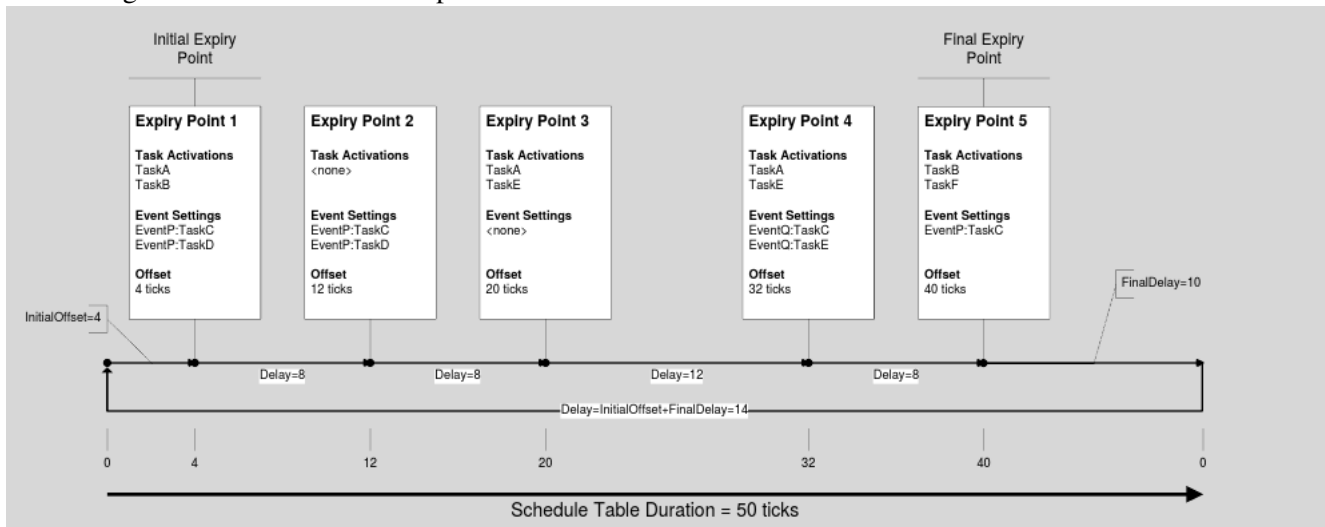 Initial Expiry
Point
Final Expiry
Point
Expiry Point 1
Task Activations
TaskA
TaskB
Event Settings
EventP:TaskC
EventP:TaskD
Offset
4 ticks
Expiry Point 2
Task Activations
<none>
Event Settings
EventP:TaskC
EventP:TaskD
Offset
12 ticks
Expiry Point 3
Task Activations
TaskA
TaskE
Event Settings
<none>
Offset
20 ticks
Expiry Point 4
Task Activations
TaskA
TaskE
Event Settings
EventQ:TaskC
EventQ:TaskE
Offset
32 ticks
Expiry Point 5
Task Activations
TaskB
TaskF
Event Settings
EventP:TaskC
Offset
40 ticks
InitialOffset=4
FinalDelay=10
Delay=8
Delay=8
Delay=12
Delay=8
Delay=InitialOffset+FinalDelay=14
0 4 12 20 32 40 0
Schedule Table Duration = 50 ticks